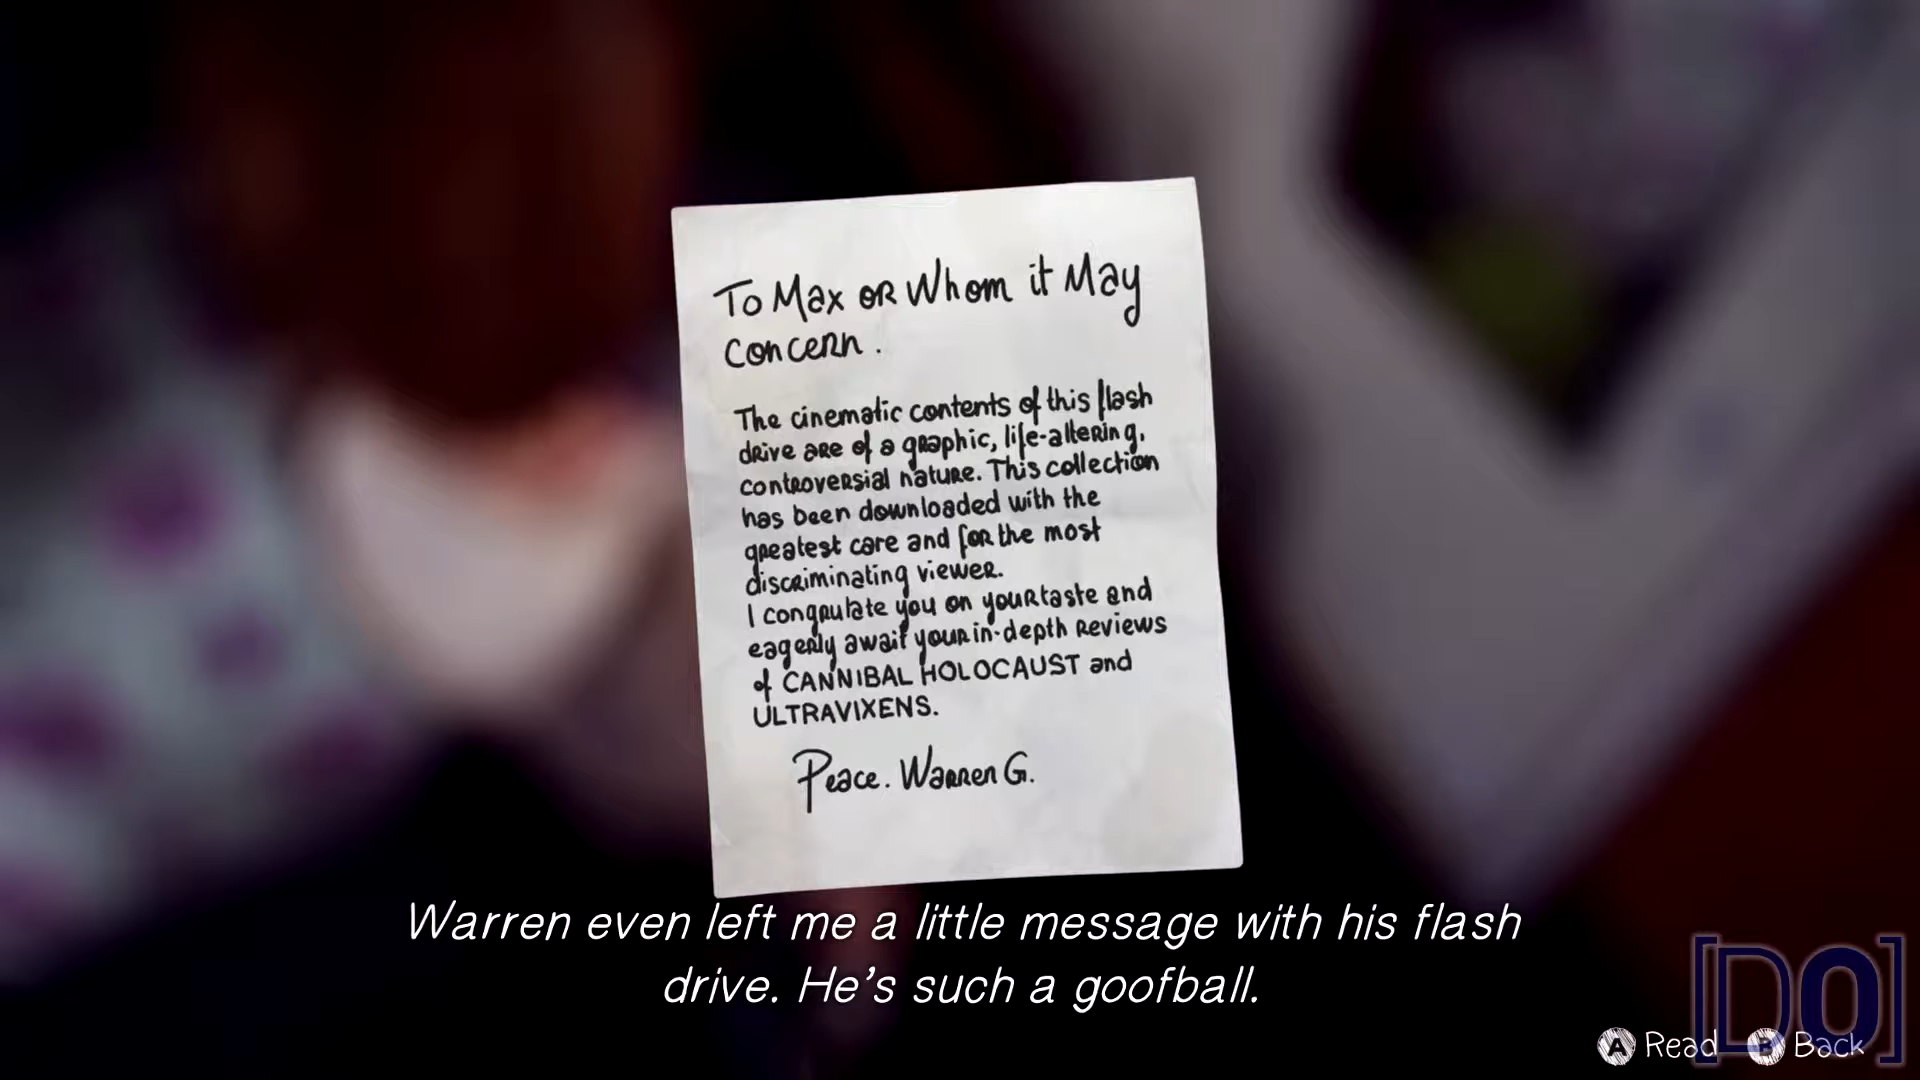 To Max or Whom it May
Concern.
The cinematic contents of this flash
drive are of a graphic, life-altering,
controversial nature. This collection
has been downloaded with the
greatest care and for the most
discriminating viewer.
I congrulate you on your taste and
eagerly await your in-depth reviews
of CANNIBAL HOLOCAUST and
ULTRAVIXENS.
Peace. Warren G.
Warren even left me a little message with his flash
drive. He's such a goofball.
[DO]
A Read B Back